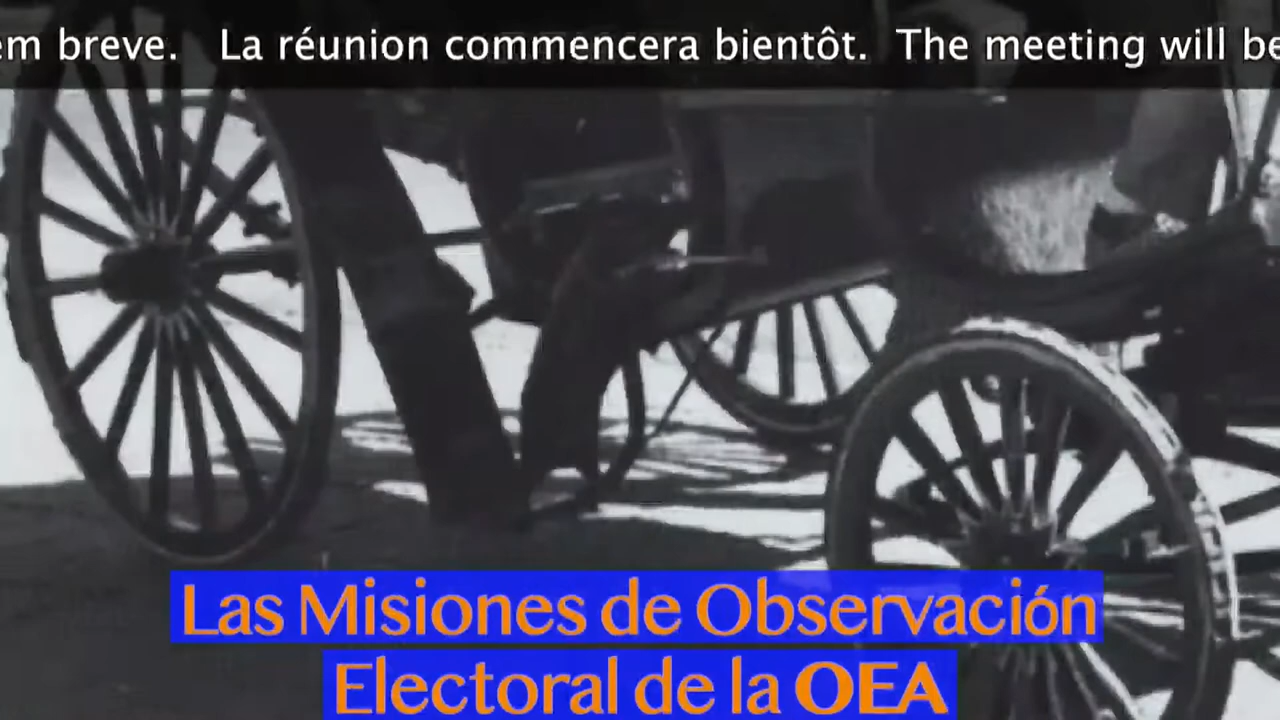 em breve. La réunion commencera bientôt. The meeting will be
Las Misiones de Observación
Electoral de la OEA